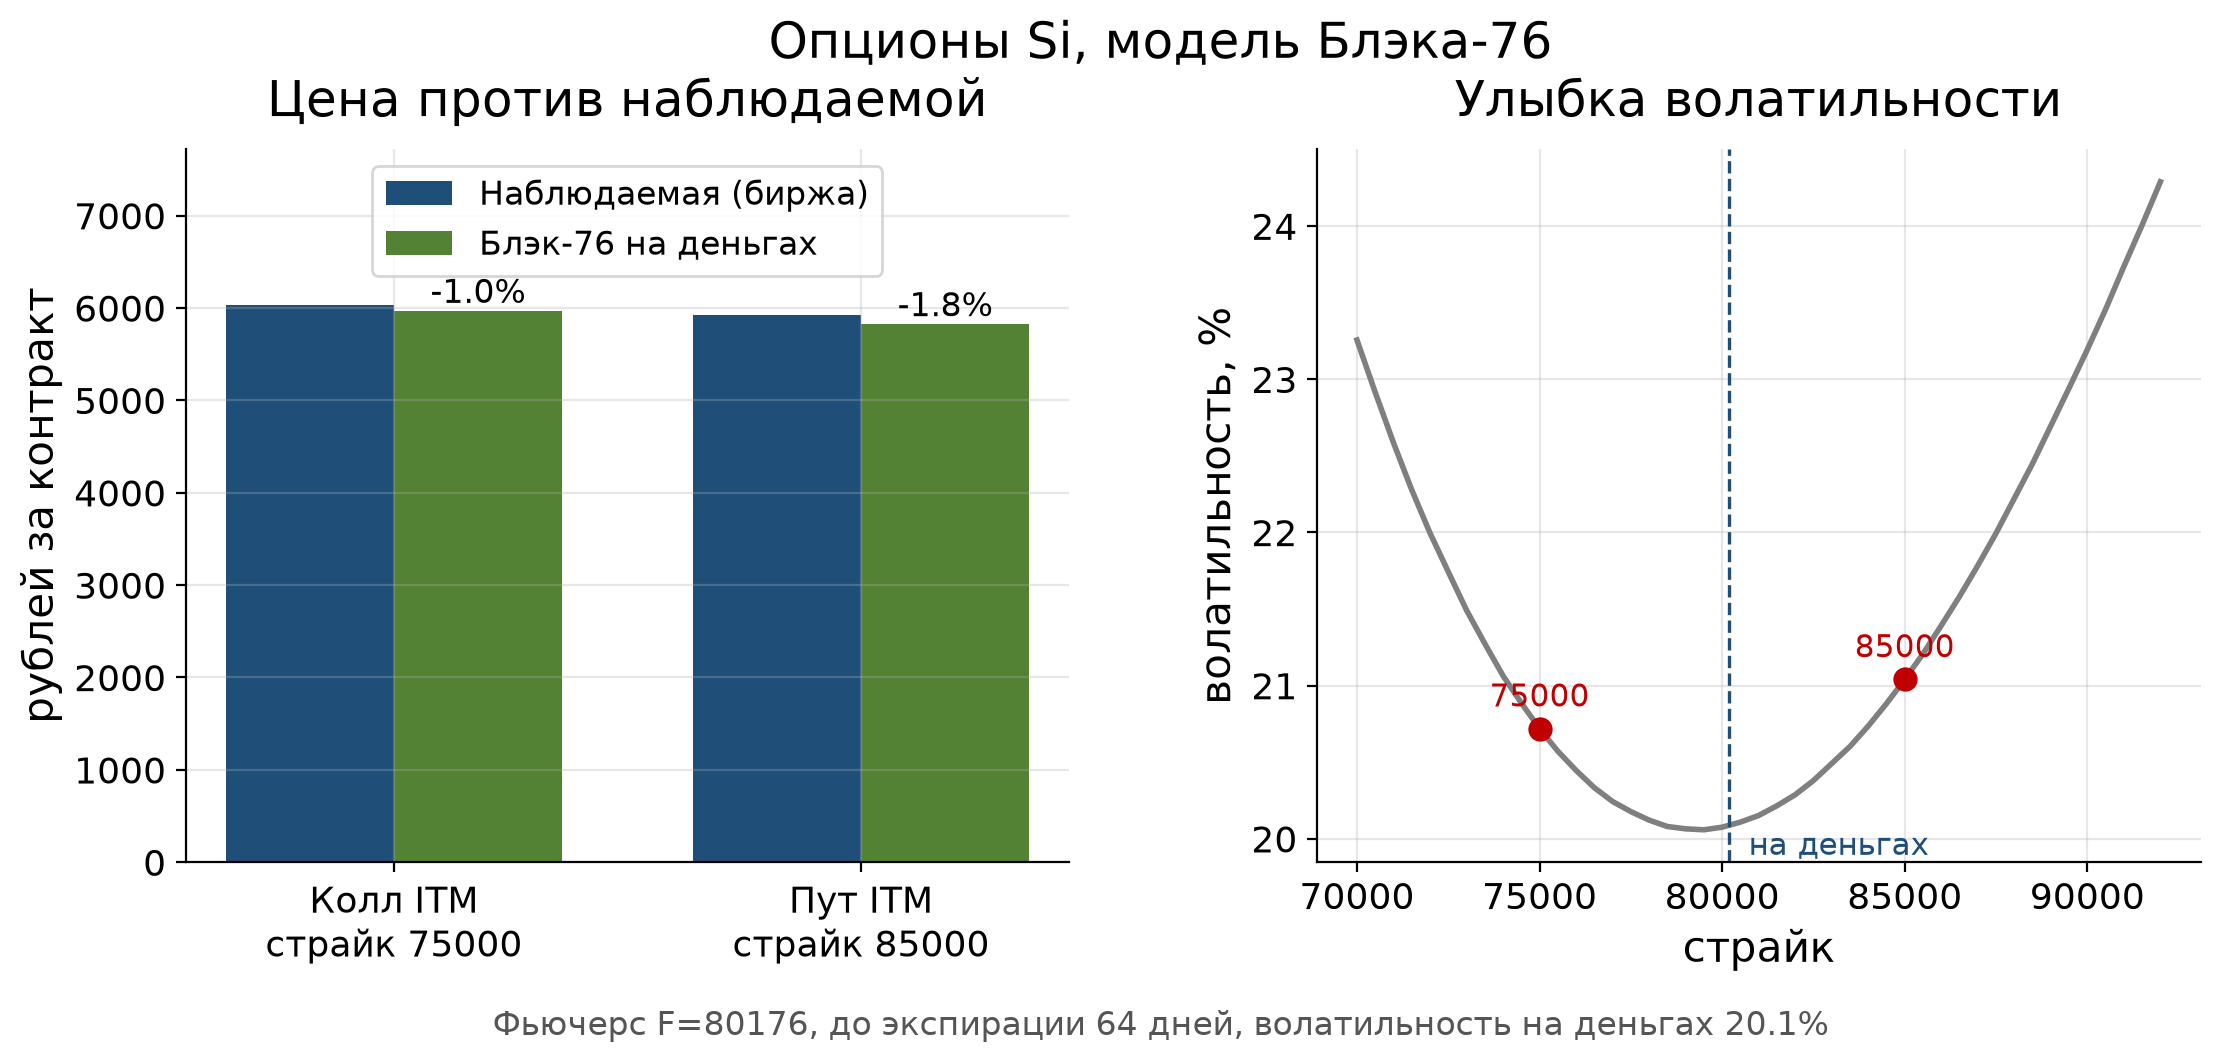 Опционы Si, модель Блэка-76
Цена против наблюдаемой
Наблюдаемая (биржа)
Блэк-76 на деньгах
-1.0%
-1.8%
7000
6000
5000
4000
3000
2000
1000
0
рублей за контракт
Колл ITM
страйк 75000
Пут ITM
страйк 85000
Улыбка волатильности
24
23
22
21
20
волатильность, %
75000
85000
на деньгах
70000
75000
80000
85000
90000
страйк
Фьючерс F=80176, до экспирации 64 дней, волатильность на деньгах 20.1%